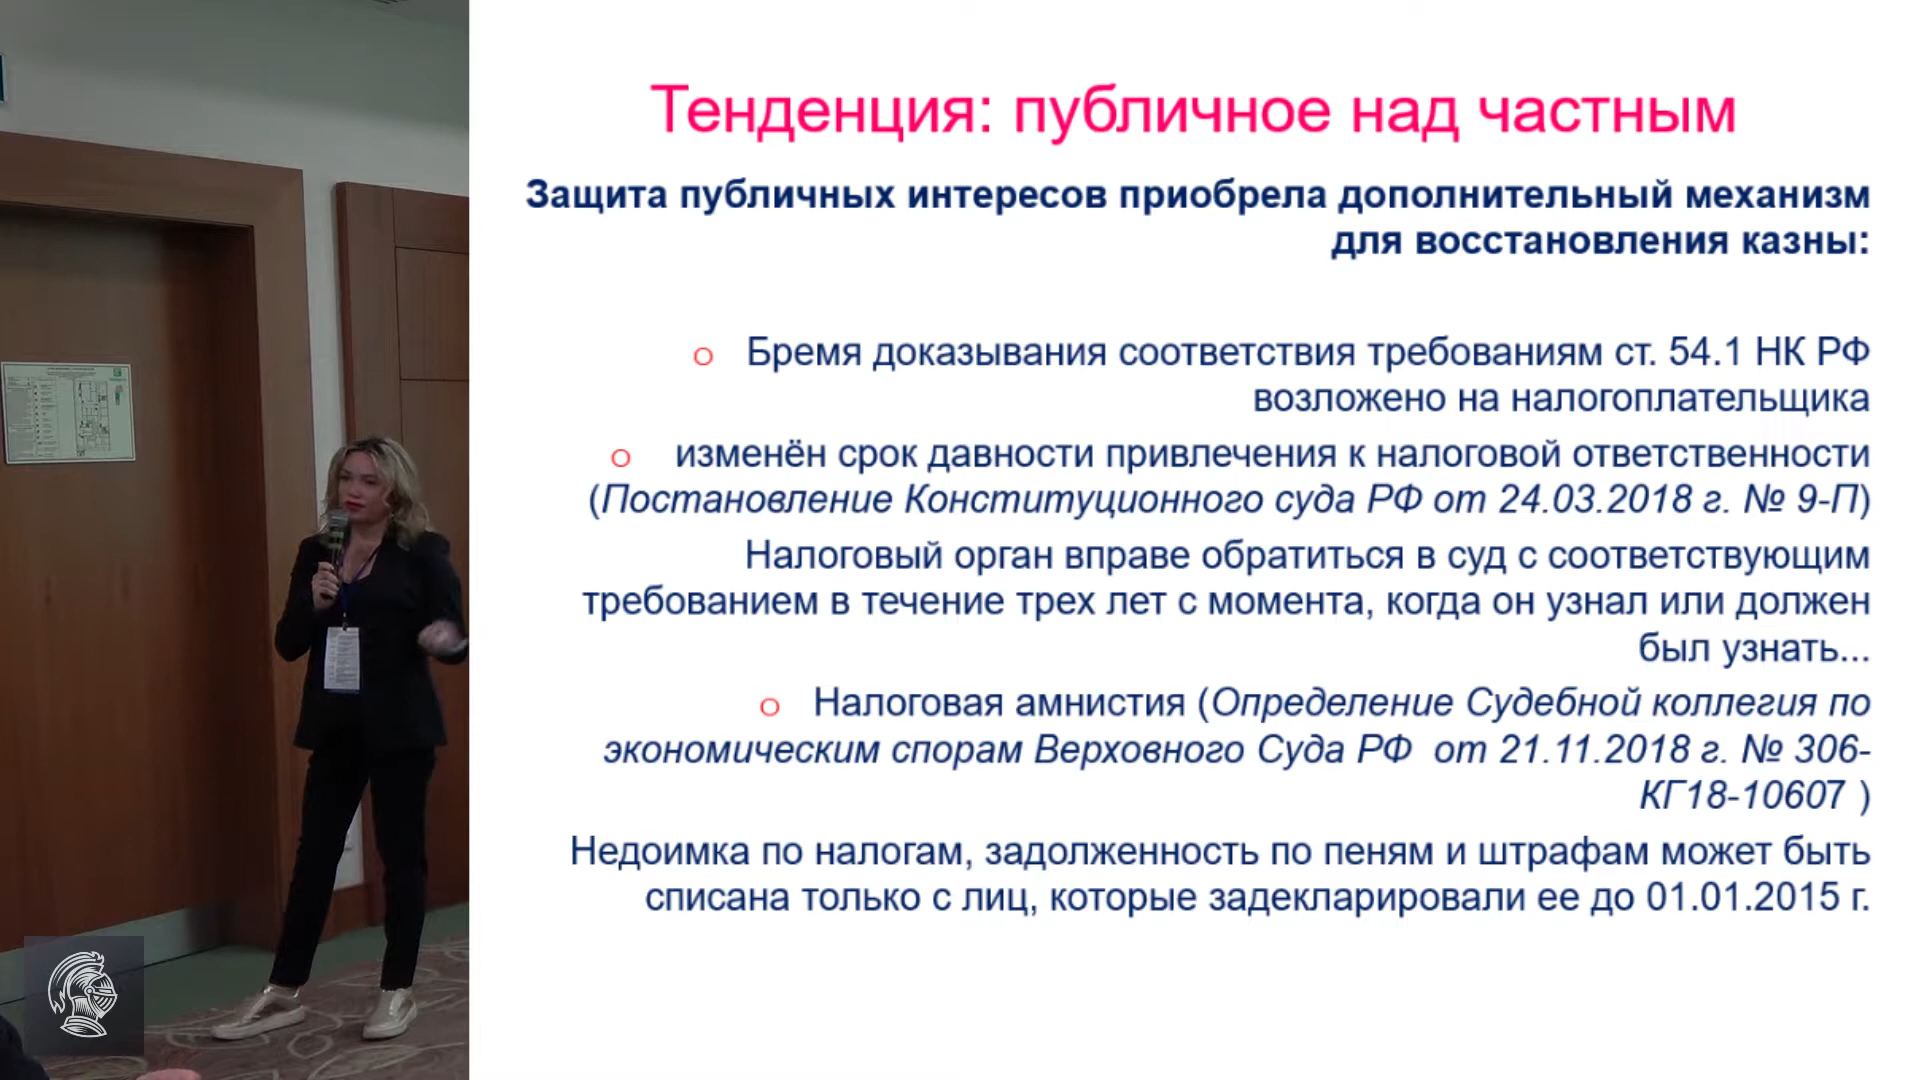 Тенденция: публичное над частным
Защита публичных интересов приобрела дополнительный механизм
для восстановления казны:
o Бремя доказывания соответствия требованиям ст. 54.1 НК РФ
возложено на налогоплательщика
o изменён срок давности привлечения к налоговой ответственности
(Постановление Конституционного суда РФ от 24.03.2018 г. № 9-П)
Налоговый орган вправе обратиться в суд с соответствующим
требованием в течение трех лет с момента, когда он узнал или должен
был узнать...
o Налоговая амнистия (Определение Судебной коллегия по
экономическим спорам Верховного Суда РФ от 21.11.2018 г. № 306-
КГ18-10607 )
Недоимка по налогам, задолженность по пеням и штрафам может быть
списана только с лиц, которые задекларировали ее до 01.01.2015 г.